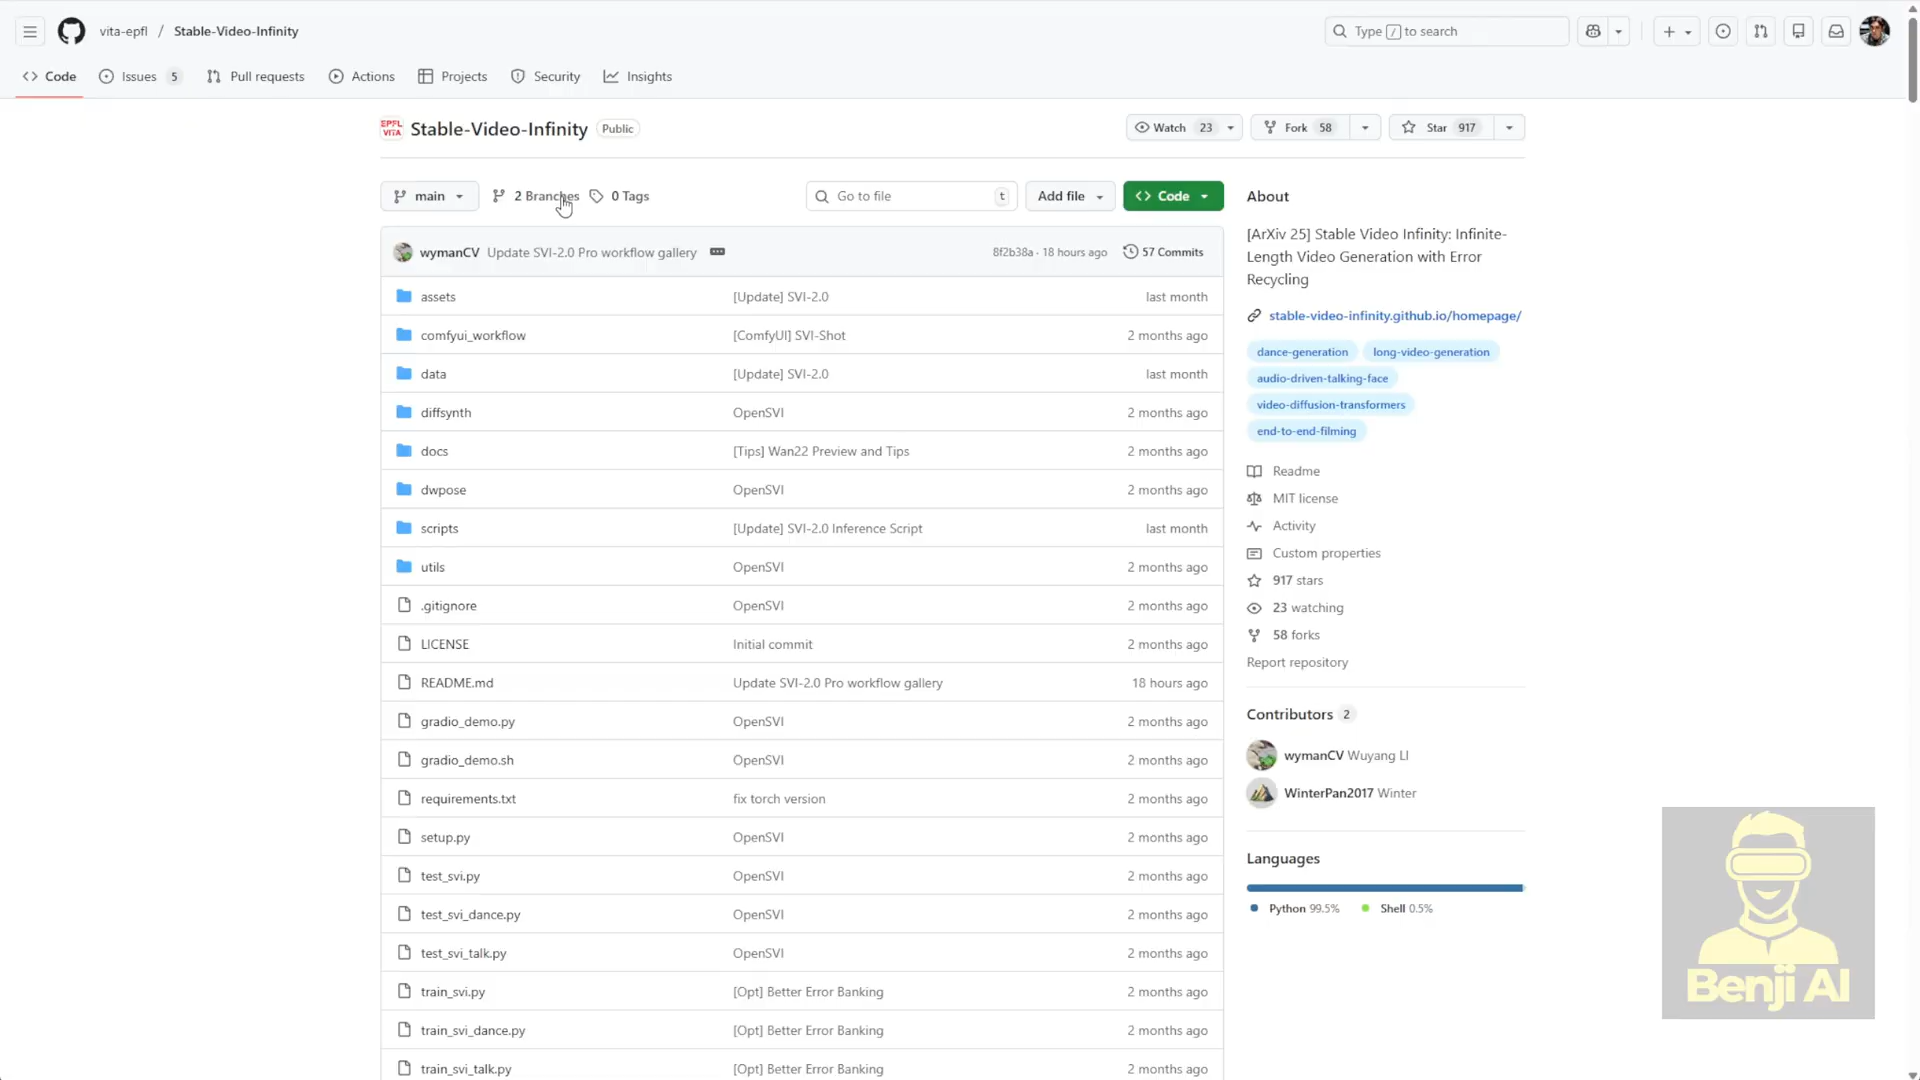 vita-epfl / Stable-Video-Infinity
Type / to search
Code
Issues 5
Pull requests
Actions
Projects
Security
Insights
EPFL VITA
Stable-Video-Infinity Public
Watch 23
Fork 58
Star 917
main
2 Branches
0 Tags
Go to file t
Add file
Code
wymanCV Update SVI-2.0 Pro workflow gallery
8f2b38a · 18 hours ago
57 Commits
assets [Update] SVI-2.0 last month
comfyui_workflow [ComfyUI] SVI-Shot 2 months ago
data [Update] SVI-2.0 last month
diffsynth OpenSVI 2 months ago
docs [Tips] Wan22 Preview and Tips 2 months ago
dwpose OpenSVI 2 months ago
scripts [Update] SVI-2.0 Inference Script last month
utils OpenSVI 2 months ago
.gitignore OpenSVI 2 months ago
LICENSE Initial commit 2 months ago
README.md Update SVI-2.0 Pro workflow gallery 18 hours ago
gradio_demo.py OpenSVI 2 months ago
gradio_demo.sh OpenSVI 2 months ago
requirements.txt fix torch version 2 months ago
setup.py OpenSVI 2 months ago
test_svi.py OpenSVI 2 months ago
test_svi_dance.py OpenSVI 2 months ago
test_svi_talk.py OpenSVI 2 months ago
train_svi.py [Opt] Better Error Banking 2 months ago
train_svi_dance.py [Opt] Better Error Banking 2 months ago
train_svi_talk.py [Opt] Better Error Banking 2 months ago
About
[ArXiv 25] Stable Video Infinity: Infinite-
Length Video Generation with Error
Recycling
stable-video-infinity.github.io/homepage/
dance-generation long-video-generation
audio-driven-talking-face
video-diffusion-transformers
end-to-end-filming
Readme
MIT license
Activity
Custom properties
917 stars
23 watching
58 forks
Report repository
Contributors 2
wymanCV Wuyang LI
WinterPan2017 Winter
Languages
Python 99.5% Shell 0.5%
Benji AI